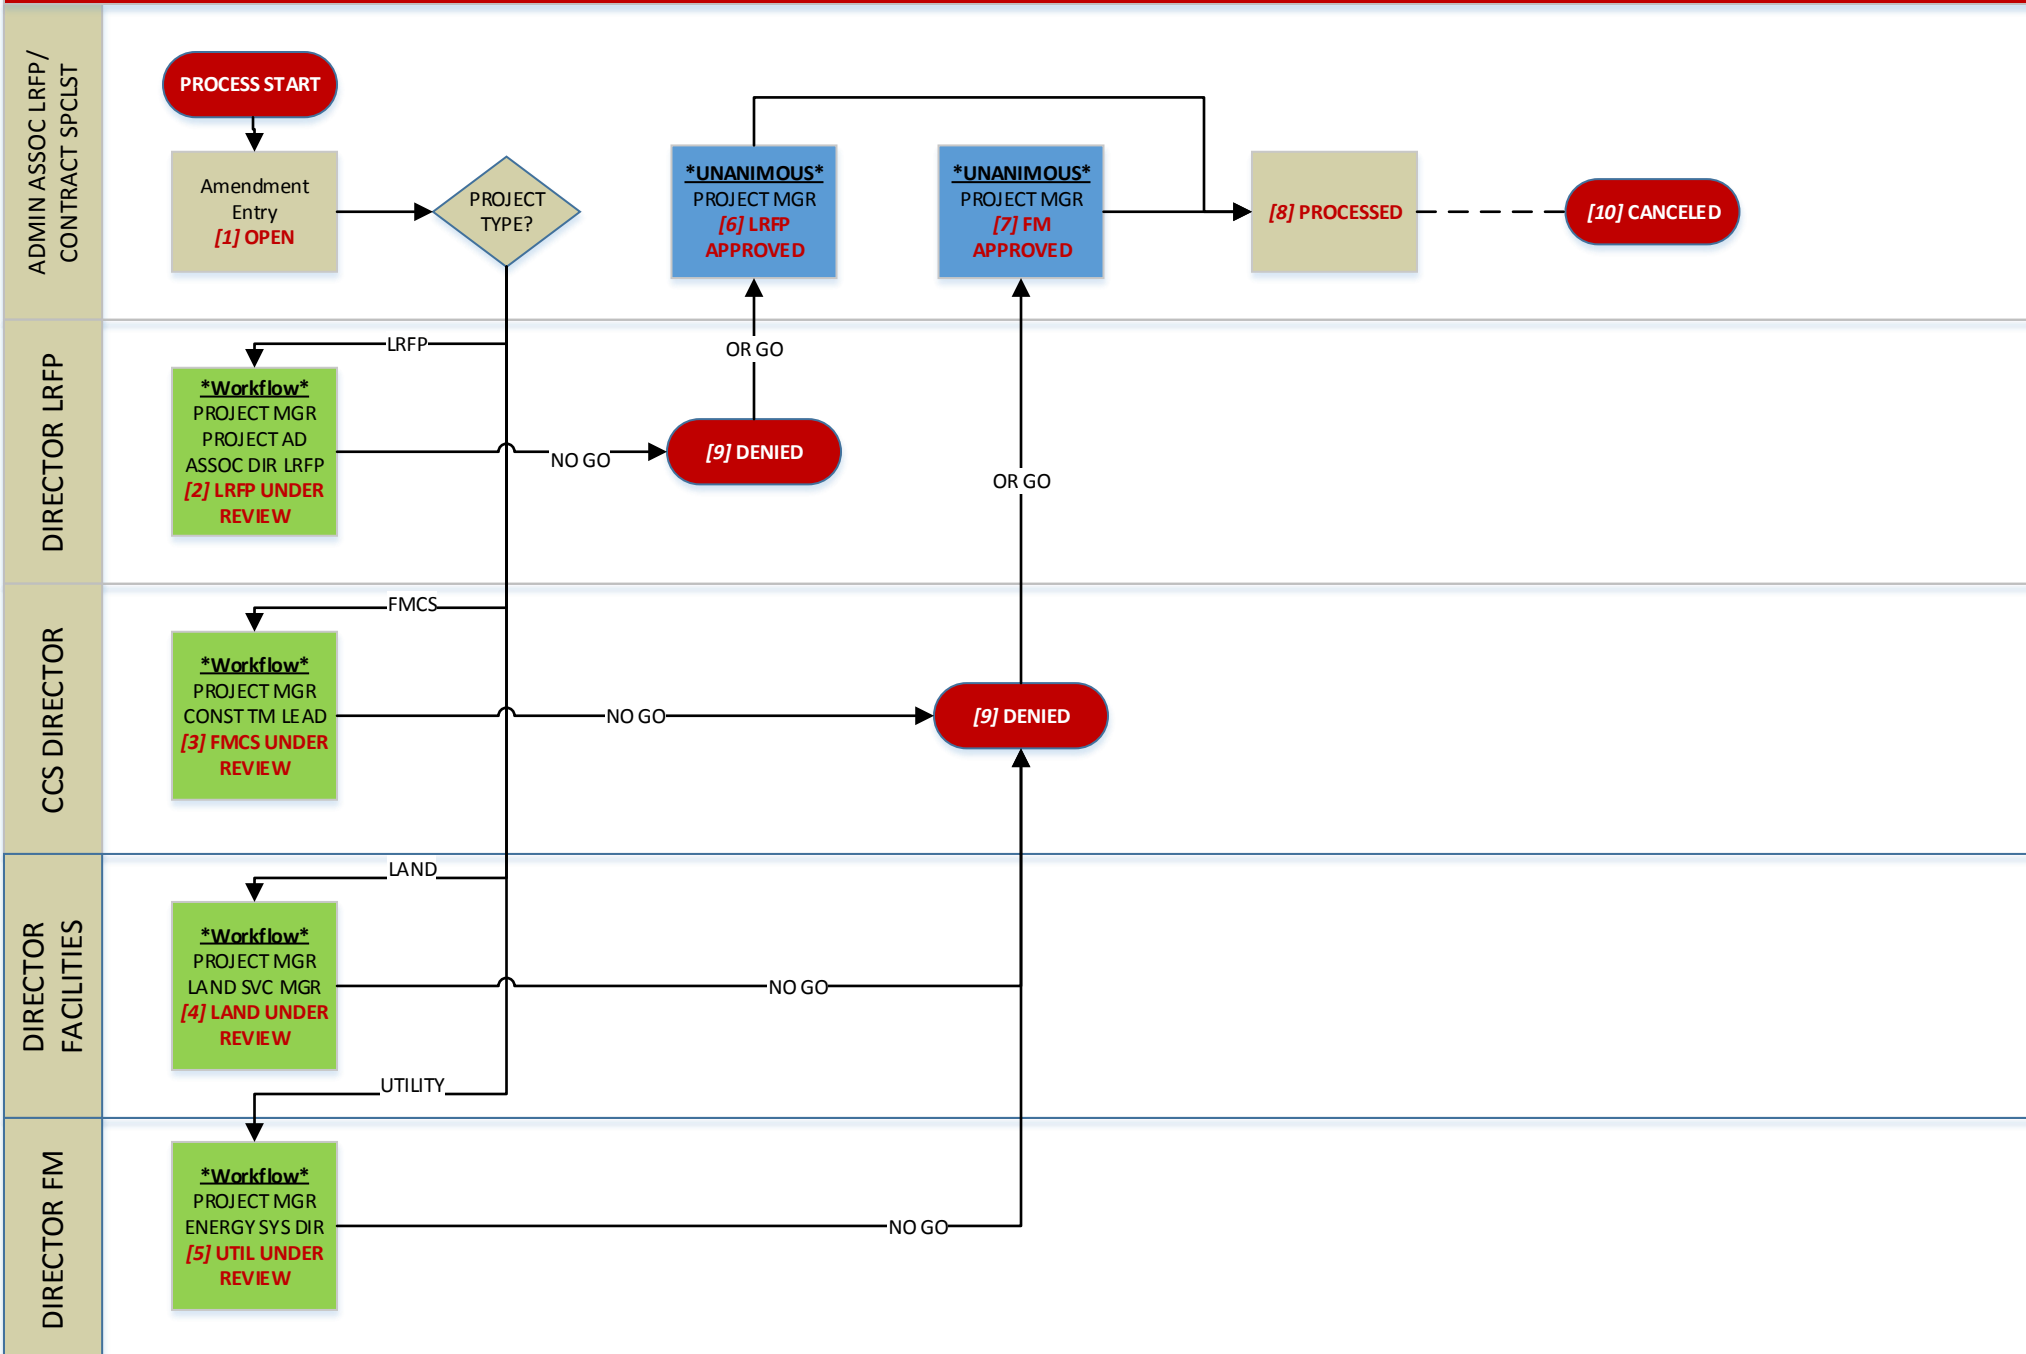 ADMIN ASSOC LRFP/
CONTRACT SPCLST
PROCESS START
Amendment
Entry
[1] OPEN
PROJECT
TYPE?
*UNANIMOUS*
PROJECT MGR
[6] LRFP
APPROVED
*UNANIMOUS*
PROJECT MGR
[7] FM
APPROVED
[8] PROCESSED
[10] CANCELED
DIRECTOR LRFP
LRFP
OR GO
*Workflow*
PROJECT MGR
PROJECT AD
ASSOC DIR LRFP
[2] LRFP UNDER
REVIEW
NO GO
[9] DENIED
OR GO
CCS DIRECTOR
FMCS
*Workflow*
PROJECT MGR
CONST TM LEAD
[3] FMCS UNDER
REVIEW
NO GO
[9] DENIED
DIRECTOR
FACILITIES
LAND
*Workflow*
PROJECT MGR
LAND SVC MGR
[4] LAND UNDER
REVIEW
NO GO
UTILITY
DIRECTOR FM
*Workflow*
PROJECT MGR
ENERGY SYS DIR
[5] UTIL UNDER
REVIEW
NO GO